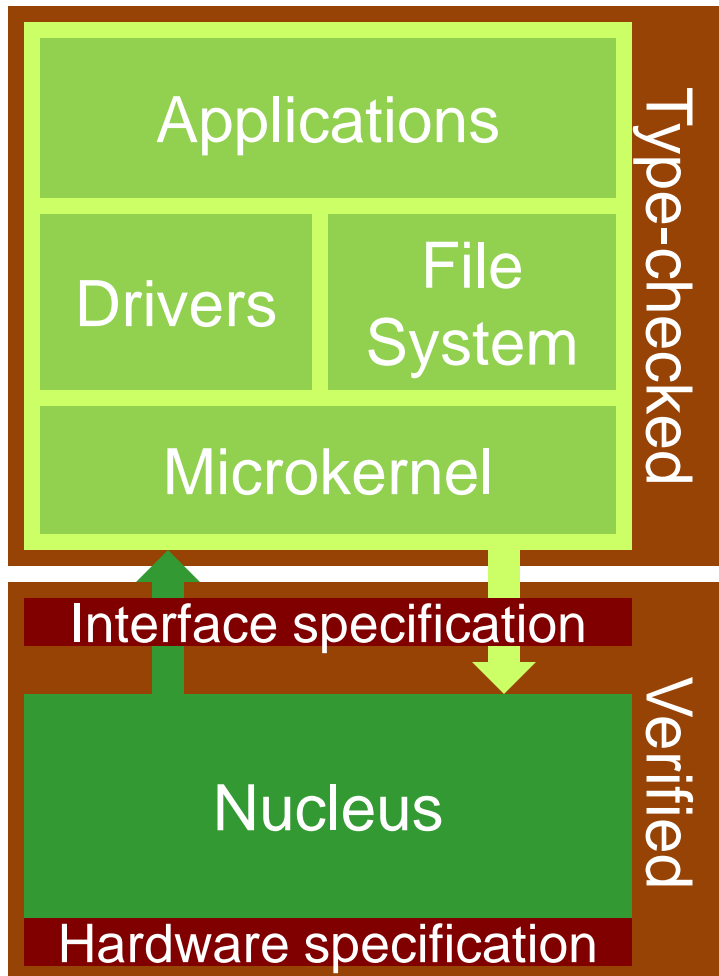 Applications
Type-checked
Drivers
File
System
Microkernel
Interface specification
Nucleus
Verified
Hardware specification